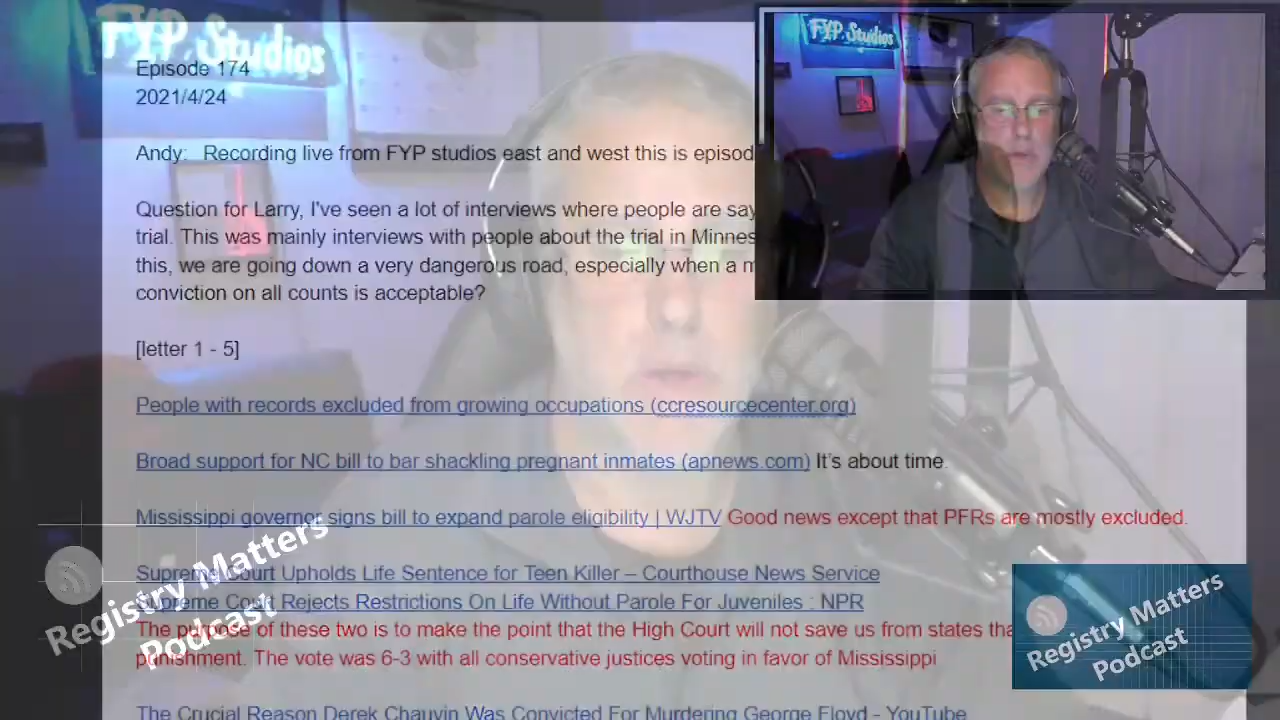 FYP Studios
FYP Studios
Episode 174
2021/4/24
Andy: Recording live from FYP studios east and west this is episod
Question for Larry, I've seen a lot of interviews where people are say
trial. This was mainly interviews with people about the trial in Minnes
this, we are going down a very dangerous road, especially when a m
conviction on all counts is acceptable?
[letter 1 - 5]
People with records excluded from growing occupations (ccresourcecenter.org)
Broad support for NC bill to bar shackling pregnant inmates (apnews.com) It's about time.
Mississippi governor signs bill to expand parole eligibility | WJTV Good news except that PFRs are mostly excluded.
Supreme Court Upholds Life Sentence for Teen Killer – Courthouse News Service
Supreme Court Rejects Restrictions On Life Without Parole For Juveniles : NPR
The purpose of these two is to make the point that the High Court will not save us from states tha
punishment. The vote was 6-3 with all conservative justices voting in favor of Mississippi
The Crucial Reason Derek Chauvin Was Convicted For Murdering George Floyd - YouTube
Registry Matters
Podcast
Registry Matters
Podcast